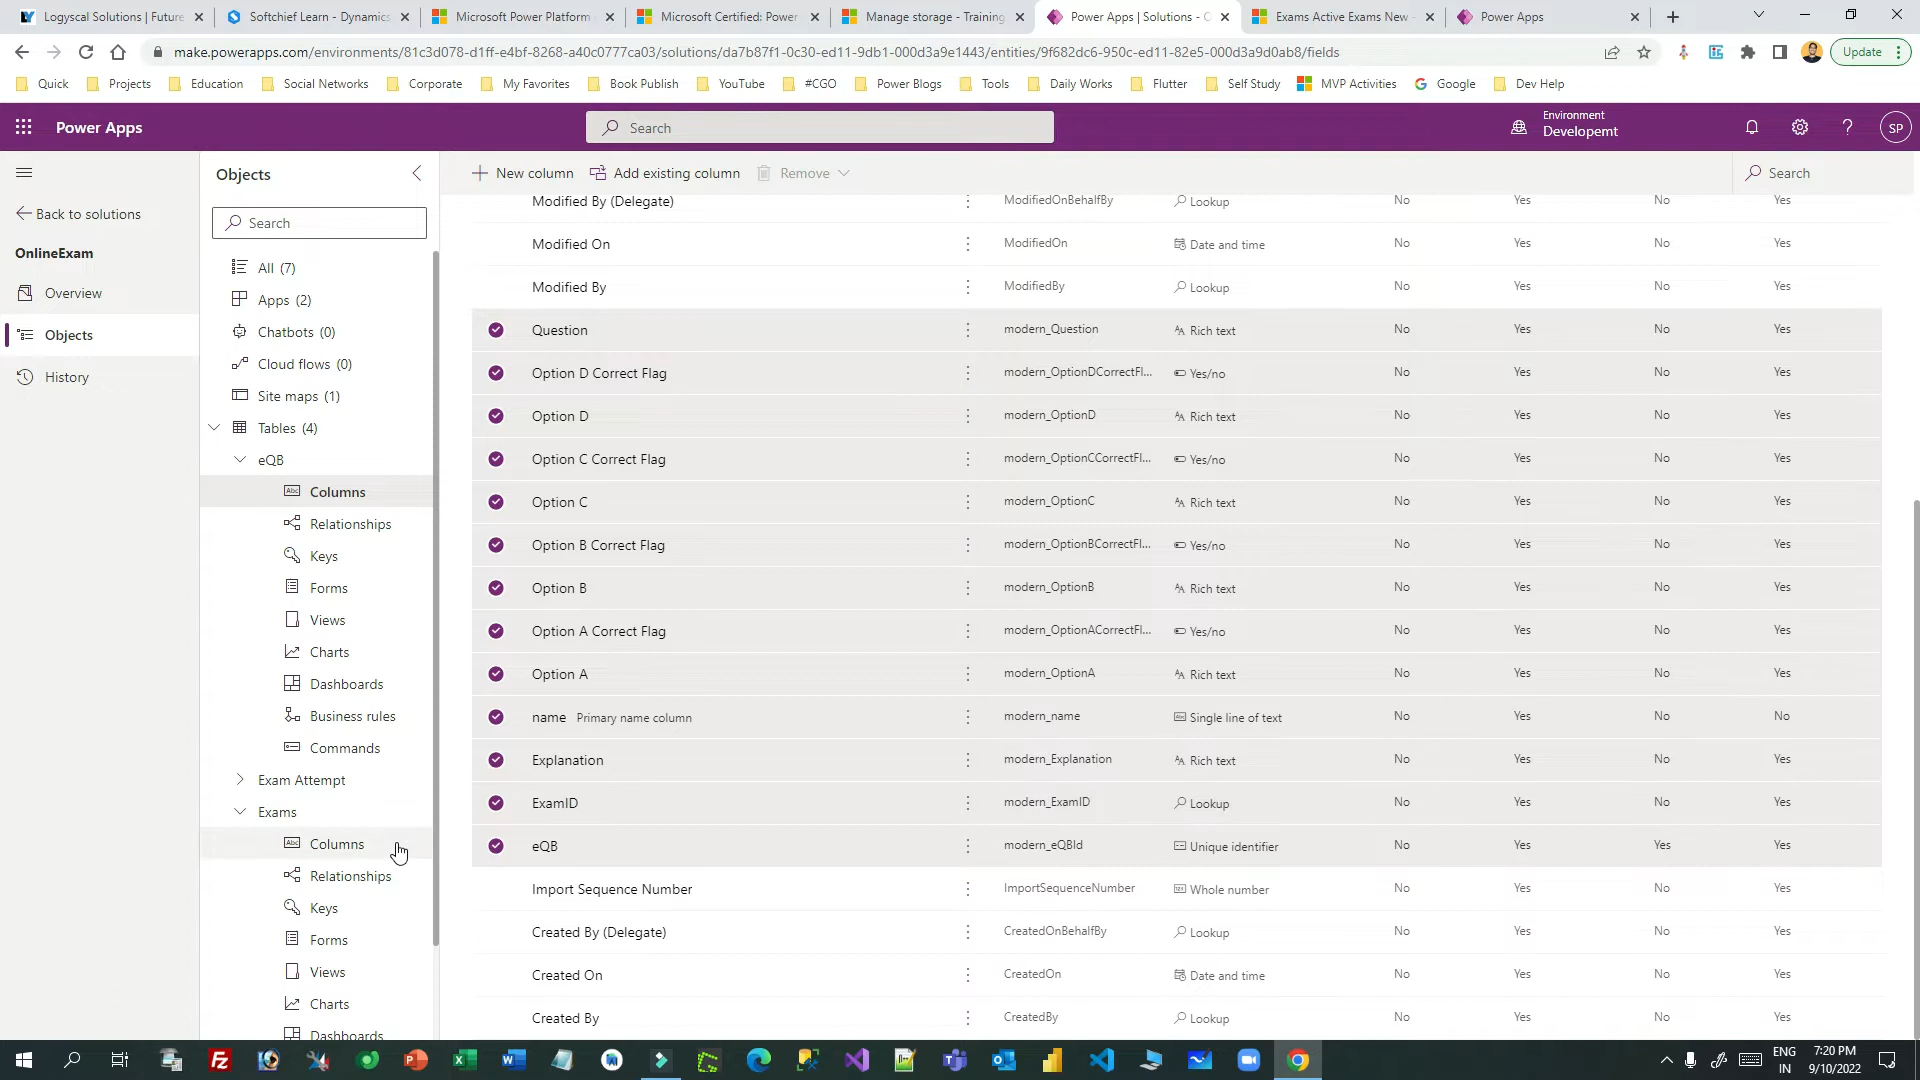 Logyscal Solutions | Future
Softchief Learn - Dynamics
Microsoft Power Platform
Microsoft Certified: Power
Manage storage - Training
Power Apps | Solutions - C
Exams Active Exams New -
Power Apps
make.powerapps.com/environments/81c3d078-d1ff-e4bf-8268-a40c0777ca03/solutions/da7b87f1-0c30-ed11-9db1-000d3a9e1443/entities/9f682dc6-950c-ed11-82e5-000d3a9d0ab8/fields
Update
Quick
Projects
Education
Social Networks
Corporate
My Favorites
Book Publish
YouTube
#CGO
Power Blogs
Tools
Daily Works
Flutter
Self Study
MVP Activities
Google
Dev Help
Power Apps
Search
Environment
Developemt
SP
Back to solutions
OnlineExam
Overview
Objects
History
Objects
Search
All (7)
Apps (2)
Chatbots (0)
Cloud flows (0)
Site maps (1)
Tables (4)
eQB
Columns
Relationships
Keys
Forms
Views
Charts
Dashboards
Business rules
Commands
Exam Attempt
Exams
Columns
Relationships
Keys
Forms
Views
Charts
Dashboards
New column
Add existing column
Remove
Search
Modified By (Delegate) ModifiedOnBehalfBy Lookup No Yes No Yes
Modified On ModifiedOn Date and time No Yes No Yes
Modified By ModifiedBy Lookup No Yes No Yes
Question modern_Question Rich text No Yes No Yes
Option D Correct Flag modern_OptionDCorrectFl... Yes/no No Yes No Yes
Option D modern_OptionD Rich text No Yes No Yes
Option C Correct Flag modern_OptionCCorrectFl... Yes/no No Yes No Yes
Option C modern_OptionC Rich text No Yes No Yes
Option B Correct Flag modern_OptionBCorrectFl... Yes/no No Yes No Yes
Option B modern_OptionB Rich text No Yes No Yes
Option A Correct Flag modern_OptionACorrectFl... Yes/no No Yes No Yes
Option A modern_OptionA Rich text No Yes No Yes
name Primary name column modern_name Single line of text No Yes No No
Explanation modern_Explanation Rich text No Yes No Yes
ExamID modern_ExamID Lookup No Yes No Yes
eQB modern_eQBId Unique identifier No Yes Yes Yes
Import Sequence Number ImportSequenceNumber Whole number No Yes No Yes
Created By (Delegate) CreatedOnBehalfBy Lookup No Yes No Yes
Created On CreatedOn Date and time No Yes No Yes
Created By CreatedBy Lookup No Yes No Yes
ENG
IN
7:20 PM
9/10/2022